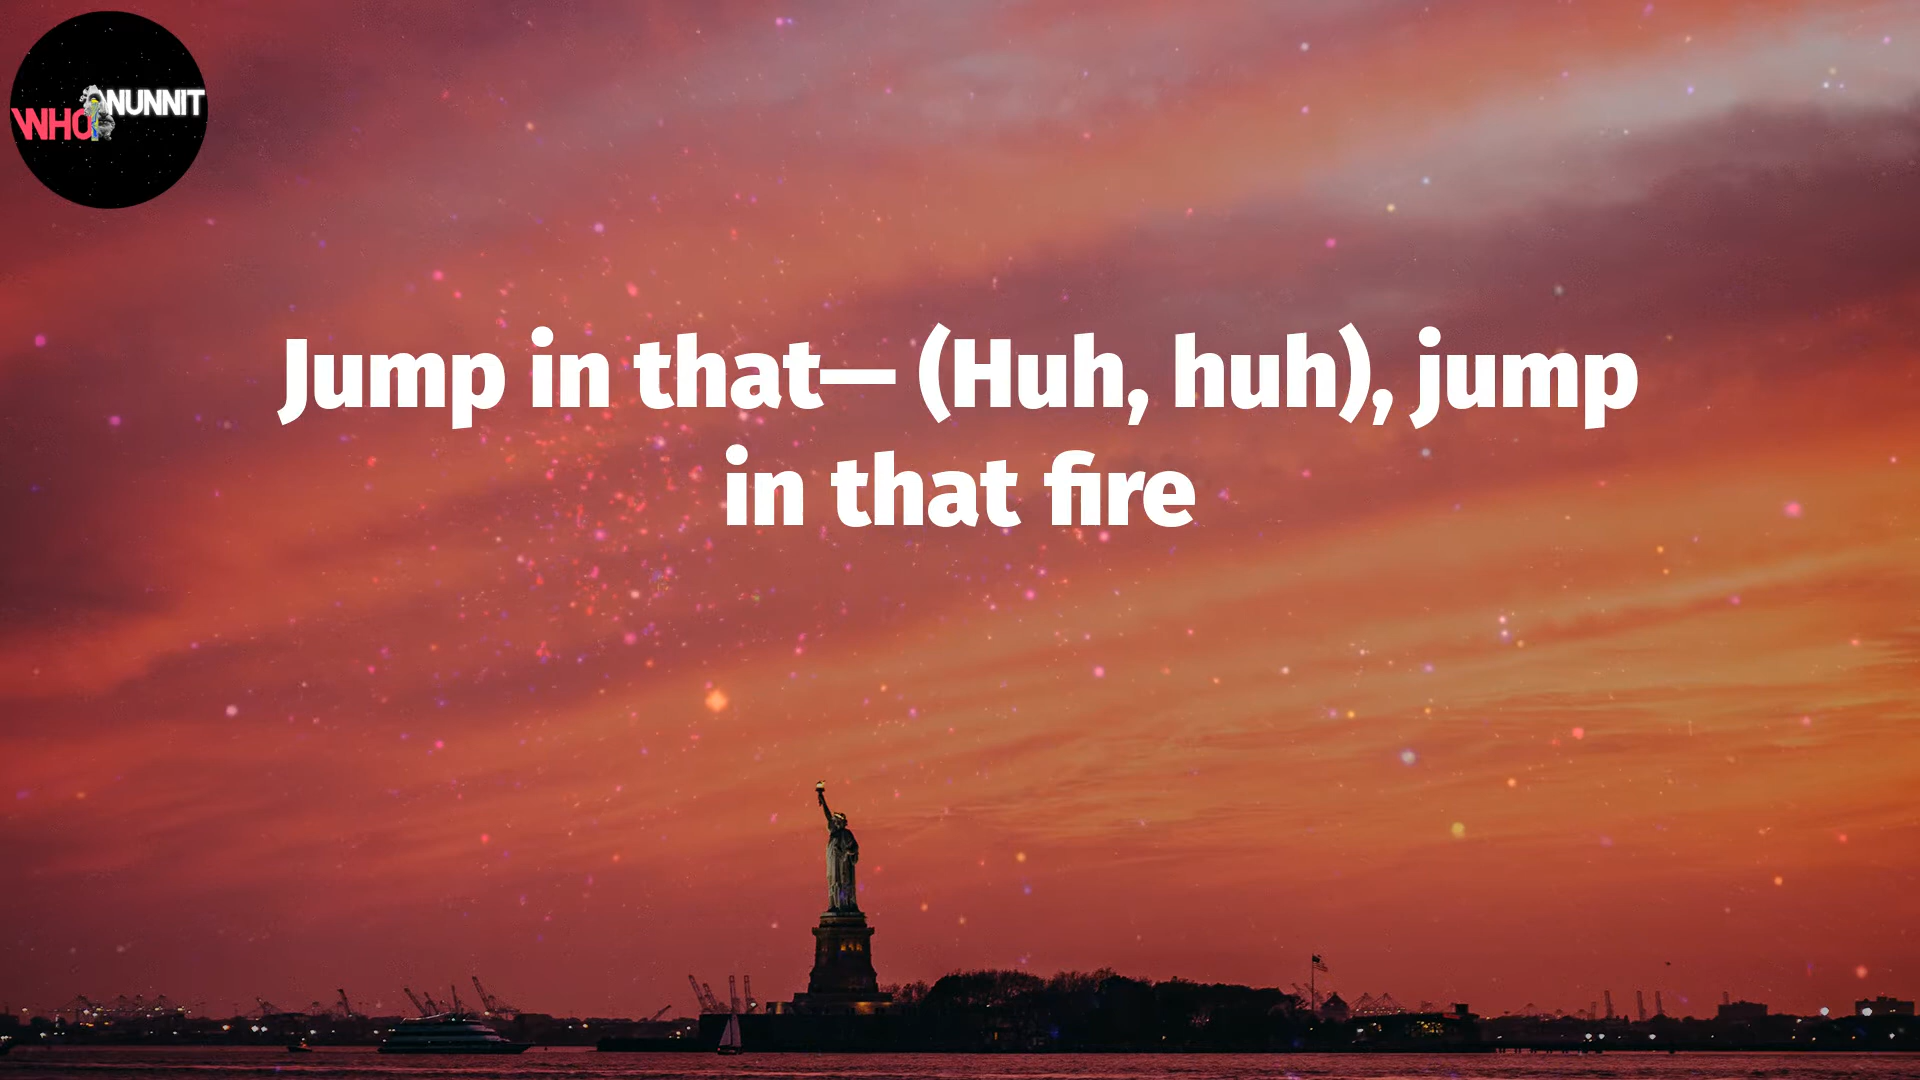 WHO NUNNIT
Jump in that— (Huh, huh), jump
in that fire